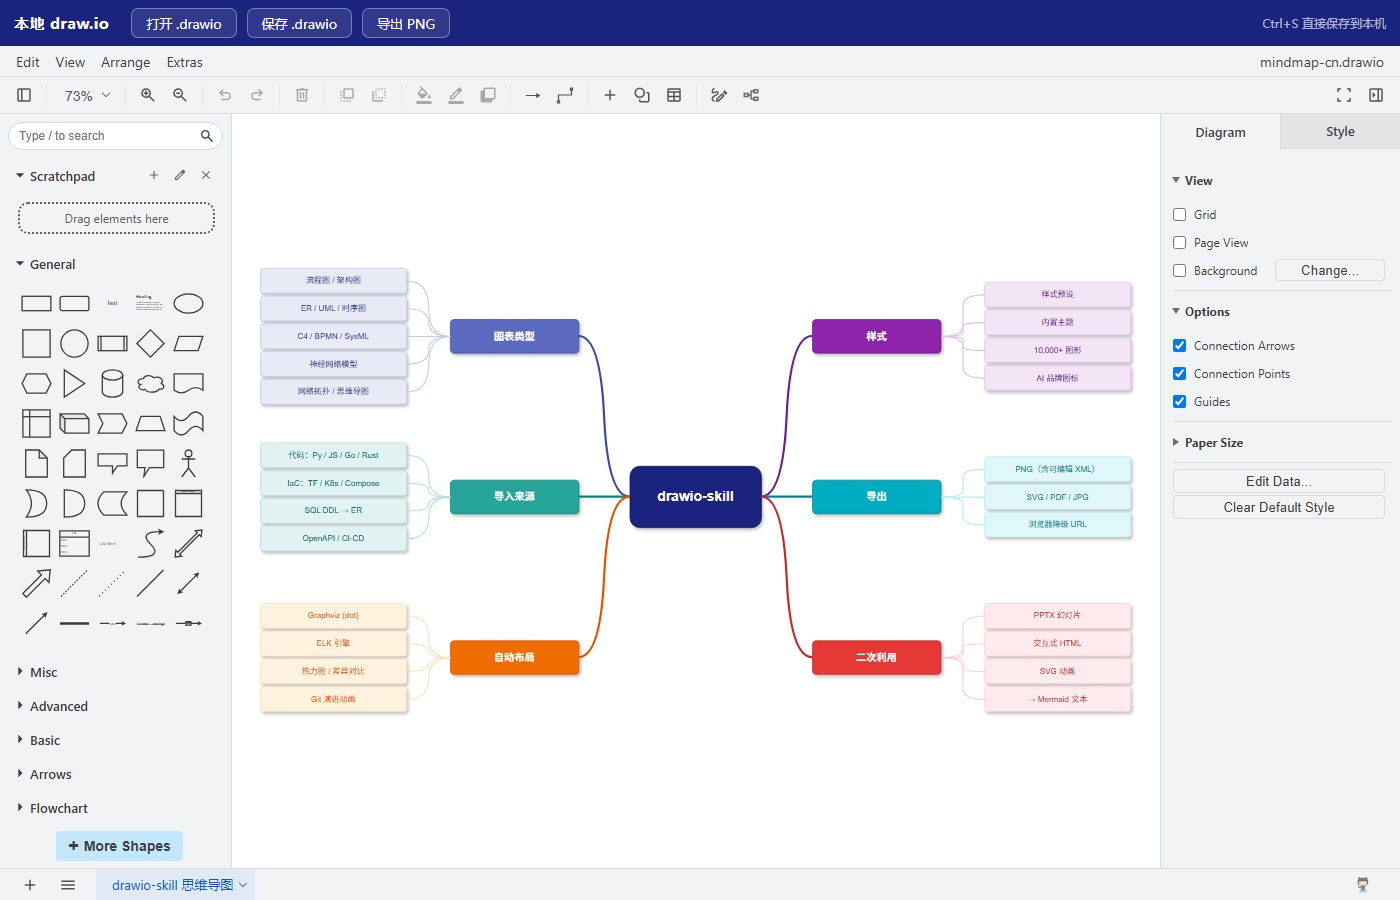 本地 draw.io
打开 .drawio
保存 .drawio
导出 PNG
Ctrl+S 直接保存到本机
Edit
View
Arrange
Extras
mindmap-cn.drawio
73%
Type / to search
Scratchpad
Drag elements here
General
Text
Heading
List Item
Misc
Advanced
Basic
Arrows
Flowchart
More Shapes
流程图 / 架构图
ER / UML / 时序图
C4 / BPMN / SysML
神经网络模型
网络拓扑 / 思维导图
图表类型
代码：Py / JS / Go / Rust
IaC：TF / K8s / Compose
SQL DDL → ER
OpenAPI / CI-CD
导入来源
Graphviz (dot)
ELK 引擎
热力图 / 差异对比
Git 演进动画
自动布局
drawio-skill
样式
样式预设
内置主题
10,000+ 图形
AI 品牌图标
导出
PNG（含可编辑 XML）
SVG / PDF / JPG
浏览器降级 URL
二次利用
PPTX 幻灯片
交互式 HTML
SVG 动画
→ Mermaid 文本
Diagram
Style
View
Grid
Page View
Background
Change...
Options
Connection Arrows
Connection Points
Guides
Paper Size
Edit Data...
Clear Default Style
drawio-skill 思维导图